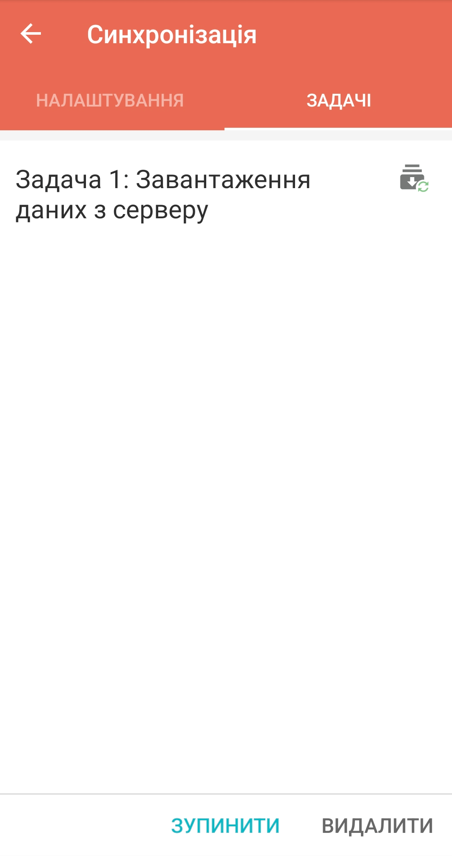 Синхронізація
НАЛАШТУВАННЯ
ЗАДАЧІ
Задача 1: Завантаження
даних з серверу
ЗУПИНИТИ
ВИДАЛИТИ